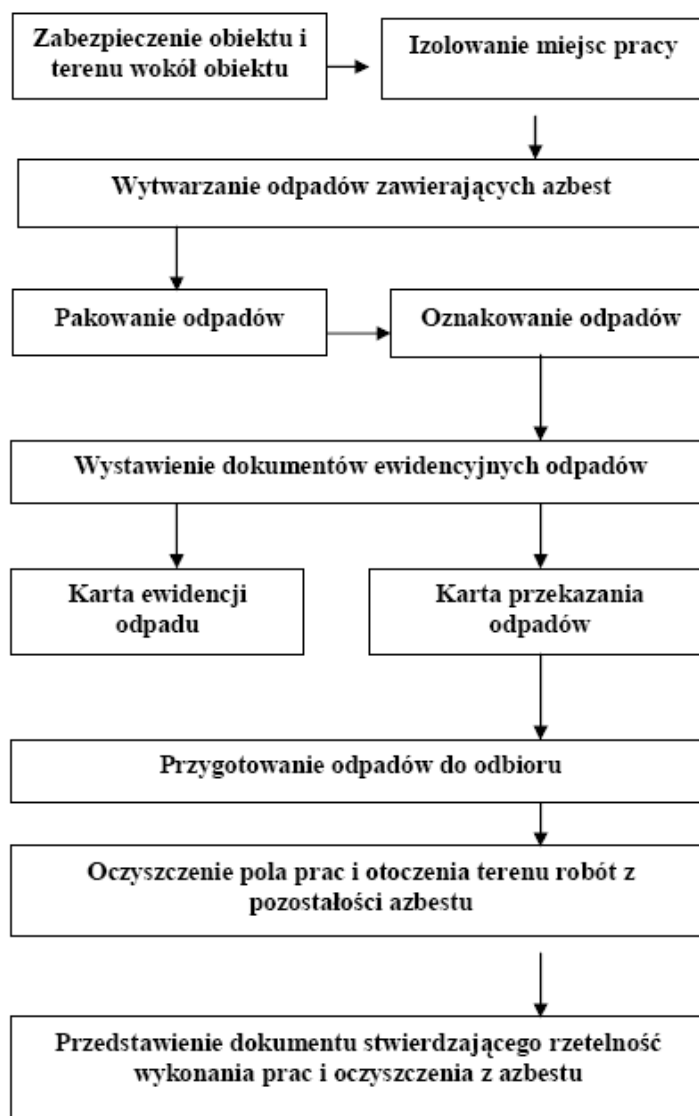 Zabezpieczenie obiektu i
terenu wokół obiektu
Izolowanie miejsc pracy
Wytwarzanie odpadów zawierających azbest
Pakowanie odpadów
Oznakowanie odpadów
Wystawienie dokumentów ewidencyjnych odpadów
Karta ewidencji
odpadu
Karta przekazania
odpadów
Przygotowanie odpadów do odbioru
Oczyszczenie pola prac i otoczenia terenu robót z
pozostałości azbestu
Przedstawienie dokumentu stwierdzającego rzetelność
wykonania prac i oczyszczenia z azbestu